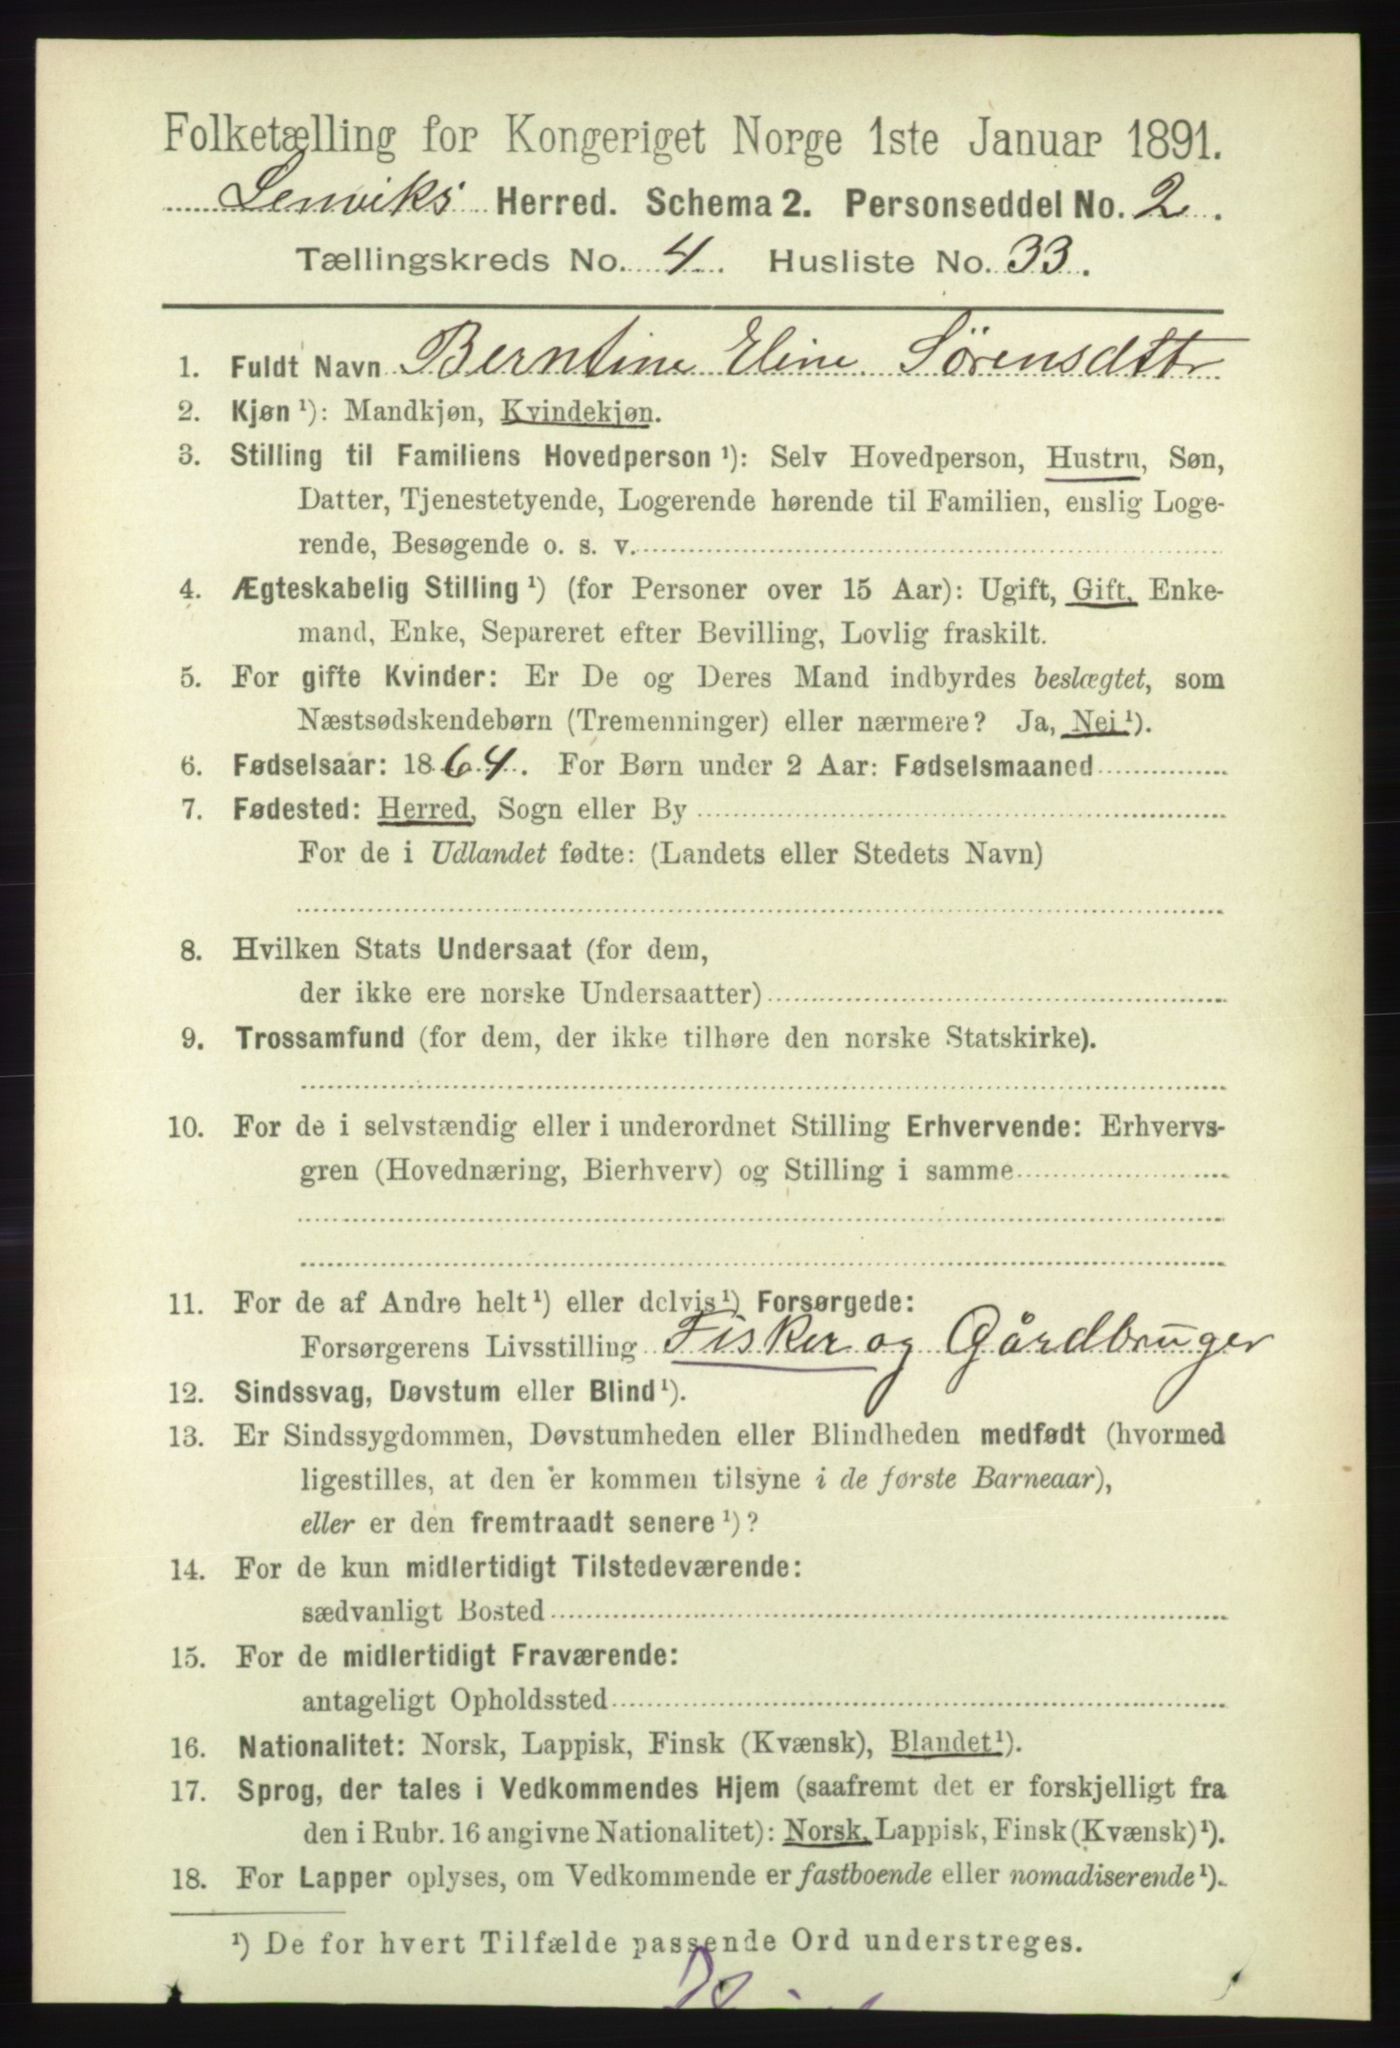 Folketælling for Kongeriget Norge 1ste Januar 1891.
Lenviks Herred. Schema 2. Personseddel No. 2.
Tællingskreds No. 4. Husliste No. 33.
1. Fuldt Navn Berntine Eline Sørensdttr
2. Kjøn ¹): Mandkjøn, Kvindekjøn.
3. Stilling til Familiens Hovedperson ¹): Selv Hovedperson, Hustru, Søn,
Datter, Tjenestetyende, Logerende hørende til Familien, enslig Loge-
rende, Besøgende o. s. v.
4. Ægteskabelig Stilling ¹) (for Personer over 15 Aar): Ugift, Gift, Enke-
mand, Enke, Separeret efter Bevilling, Lovlig fraskilt.
5. For gifte Kvinder: Er De og Deres Mand indbyrdes beslægtet, som
Næstsødskendebørn (Tremenninger) eller nærmere? Ja, Nei ¹).
6. Fødselsaar: 1864. For Børn under 2 Aar: Fødselsmaaned
7. Fødested: Herred, Sogn eller By
For de i Udlandet fødte: (Landets eller Stedets Navn)
8. Hvilken Stats Undersaat (for dem,
der ikke ere norske Undersaatter)
9. Trossamfund (for dem, der ikke tilhøre den norske Statskirke).
10. For de i selvstændig eller i underordnet Stilling Erhvervende: Erhvervs-
gren (Hovednæring, Bierhverv) og Stilling i samme
11. For de af Andre helt ¹) eller delvis ¹) Forsørgede:
Forsørgerens Livsstilling Fisker og Gårdbruger
12. Sindssvag, Døvstum eller Blind ¹).
13. Er Sindssygdommen, Døvstumheden eller Blindheden medfødt (hvormed
ligestilles, at den er kommen tilsyne i de første Barneaar),
eller er den fremtraadt senere ¹)?
14. For de kun midlertidigt Tilstedeværende:
sædvanligt Bosted
15. For de midlertidigt Fraværende:
antageligt Opholdssted
16. Nationalitet: Norsk, Lappisk, Finsk (Kvænsk), Blandet ¹).
17. Sprog, der tales i Vedkommendes Hjem (saafremt det er forskjelligt fra
den i Rubr. 16 angivne Nationalitet): Norsk, Lappisk, Finsk (Kvænsk) ¹).
18. For Lapper oplyses, om Vedkommende er fastboende eller nomadiserende ¹).
¹) De for hvert Tilfælde passende Ord understreges.